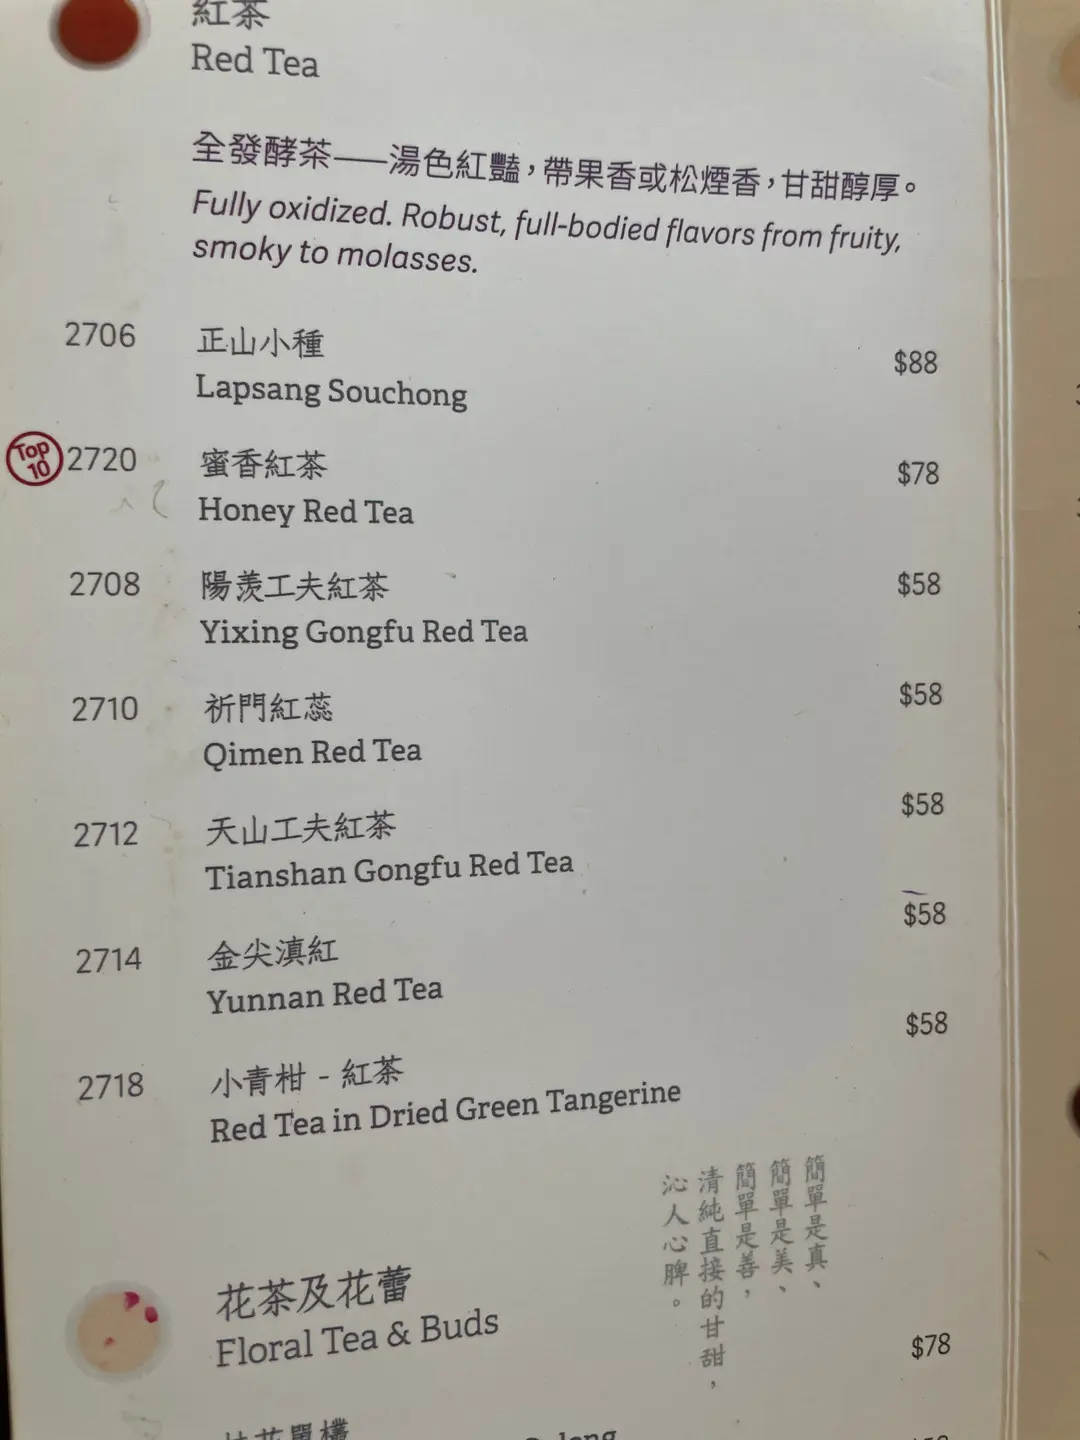 紅茶
Red Tea
全發酵茶——湯色紅豔，帶果香或松煙香，甘甜醇厚。
Fully oxidized. Robust, full-bodied flavors from fruity,
smoky to molasses.
2706 正山小種
$88
Lapsang Souchong
Top 10
2720 蜜香紅茶
$78
Honey Red Tea
2708 陽羨工夫紅茶
$58
Yixing Gongfu Red Tea
2710 祈門紅蕊
$58
Qimen Red Tea
2712 天山工夫紅茶
$58
Tianshan Gongfu Red Tea
2714 金尖滇紅
$58
Yunnan Red Tea
2718 小青柑 - 紅茶
$58
Red Tea in Dried Green Tangerine
簡單是真、
簡單是美、
簡單是善，
清純直接的甘甜，
沁人心脾。
花茶及花蕾
Floral Tea & Buds
$78